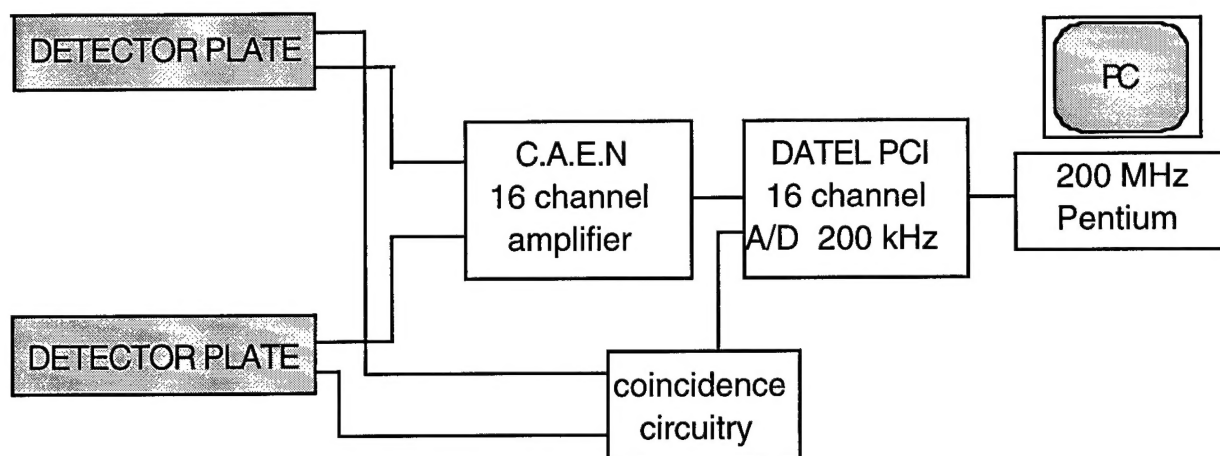 DETECTOR PLATE
PC
C.A.E.N
16 channel
amplifier
DATEL PCI
16 channel
A/D 200 kHz
200 MHz
Pentium
DETECTOR PLATE
coincidence
circuitry